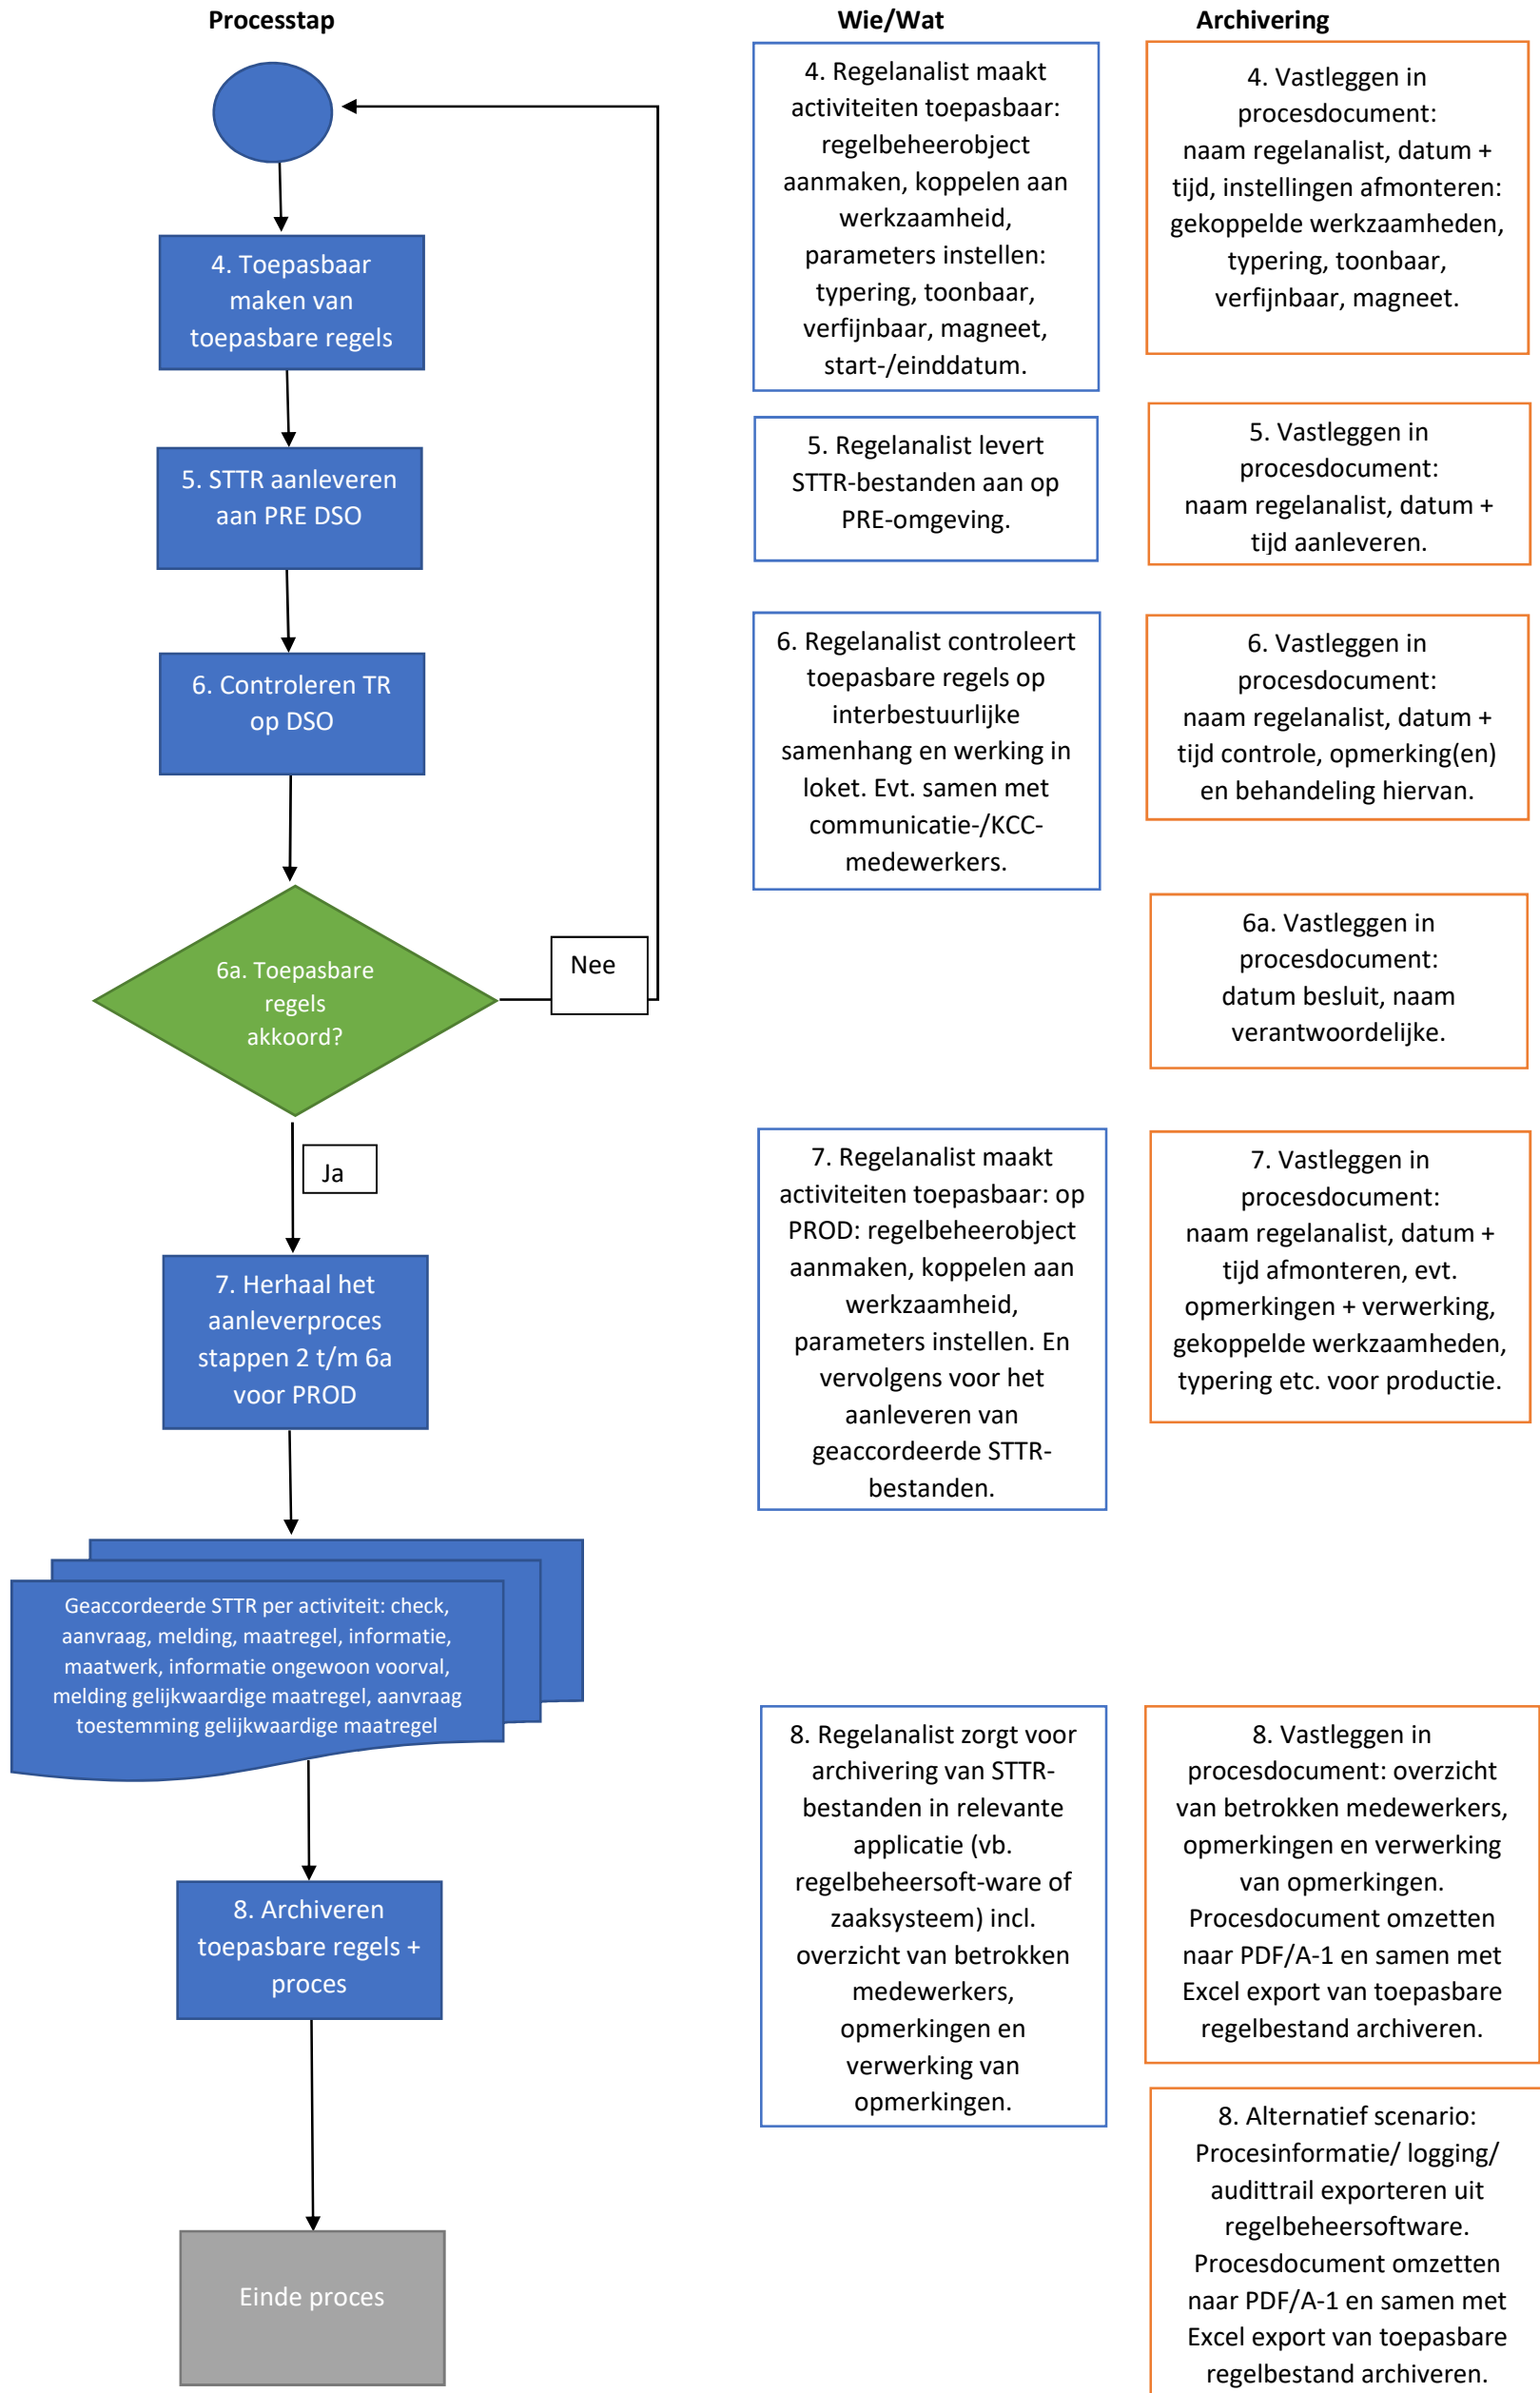 Processtap
Wie/Wat
Archivering
4. Toepasbaar
maken van
toepasbare regels
4. Regelanalist maakt
activiteiten toepasbaar:
regelbeheerobject
aanmaken, koppelen aan
werkzaamheid,
parameters instellen:
typering, toonbaar,
verfijnbaar, magneet,
start-/einddatum.
4. Vastleggen in
procesdocument:
naam regelanalist, datum +
tijd, instellingen afmonteren:
gekoppelde werkzaamheden,
typering, toonbaar,
verfijnbaar, magneet.
5. STTR aanleveren
aan PRE DSO
5. Regelanalist levert
STTR-bestanden aan op
PRE-omgeving.
5. Vastleggen in
procesdocument:
naam regelanalist, datum +
tijd aanleveren.
6. Controleren TR
op DSO
6. Regelanalist controleert
toepasbare regels op
interbestuurlijke
samenhang en werking in
loket. Evt. samen met
communicatie-/KCC-
medewerkers.
6. Vastleggen in
procesdocument:
naam regelanalist, datum +
tijd controle, opmerking(en)
en behandeling hiervan.
6a. Toepasbare
regels
akkoord?
Nee
6a. Vastleggen in
procesdocument:
datum besluit, naam
verantwoordelijke.
Ja
7. Herhaal het
aanleverproces
stappen 2 t/m 6a
voor PROD
7. Regelanalist maakt
activiteiten toepasbaar: op
PROD: regelbeheerobject
aanmaken, koppelen aan
werkzaamheid,
parameters instellen. En
vervolgens voor het
aanleveren van
geaccordeerde STTR-
bestanden.
7. Vastleggen in
procesdocument:
naam regelanalist, datum +
tijd afmonteren, evt.
opmerkingen + verwerking,
gekoppelde werkzaamheden,
typering etc. voor productie.
Geaccordeerde STTR per activiteit: check,
aanvraag, melding, maatregel, informatie,
maatwerk, informatie ongewoon voorval,
melding gelijkwaardige maatregel, aanvraag
toestemming gelijkwaardige maatregel
8. Archiveren
toepasbare regels +
proces
8. Regelanalist zorgt voor
archivering van STTR-
bestanden in relevante
applicatie (vb.
regelbeheersoft-ware of
zaaksysteem) incl.
overzicht van betrokken
medewerkers,
opmerkingen en
verwerking van
opmerkingen.
8. Vastleggen in
procesdocument: overzicht
van betrokken medewerkers,
opmerkingen en verwerking
van opmerkingen.
Procesdocument omzetten
naar PDF/A-1 en samen met
Excel export van toepasbare
regelbestand archiveren.
8. Alternatief scenario:
Procesinformatie/ logging/
audittrail exporteren uit
regelbeheersoftware.
Procesdocument omzetten
naar PDF/A-1 en samen met
Excel export van toepasbare
regelbestand archiveren.
Einde proces